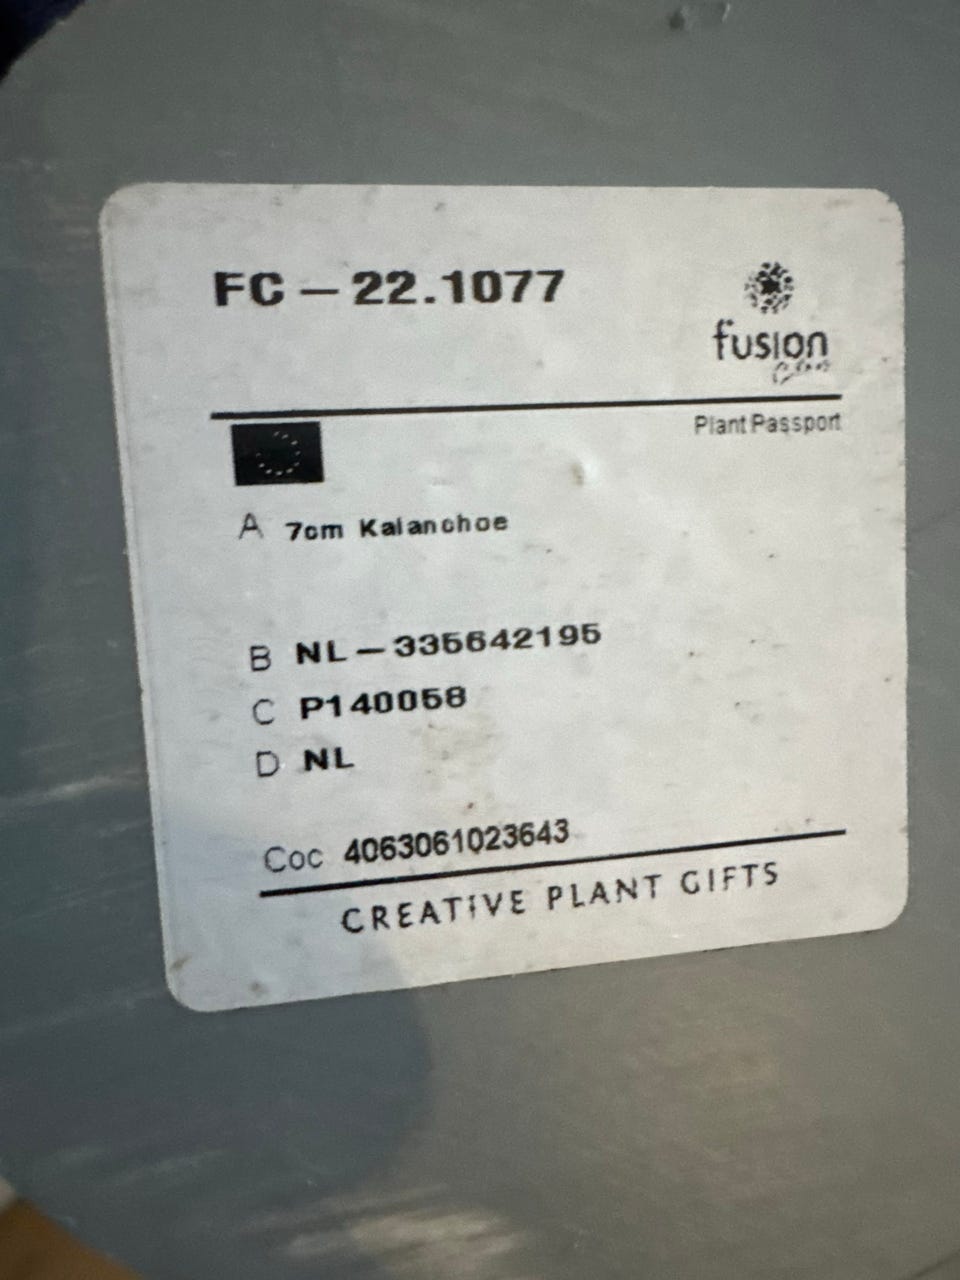 FC – 22.1077
fusion
Plant Passport
A 7cm Kalanchoe
B NL – 335642195
C P140058
D NL
Coc 4063061023643
CREATIVE PLANT GIFTS